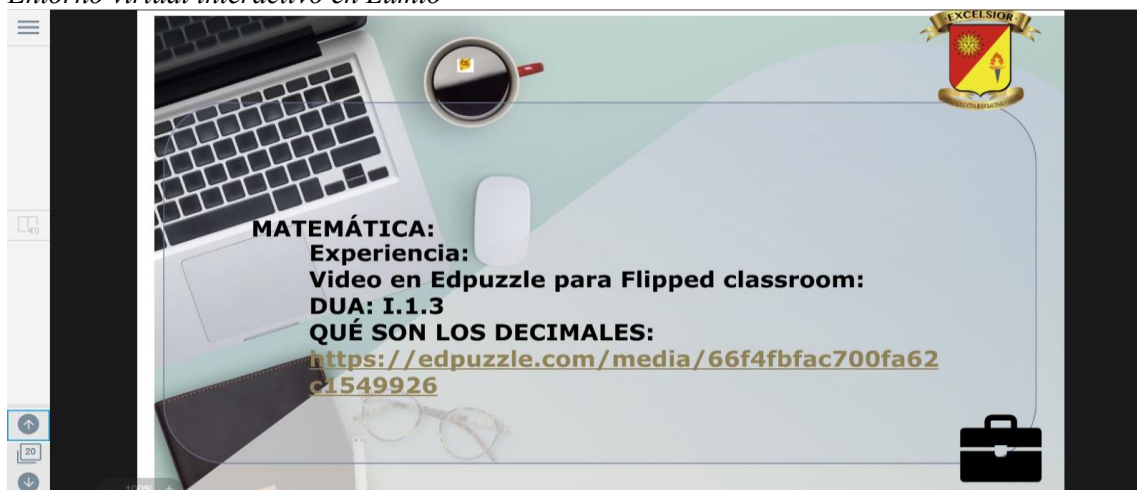 Entorno virtual interactivo en Lumio
EXCELSIOR
MATEMÁTICA:
Experiencia:
Video en Edpuzzle para Flipped classroom:
DUA: I.1.3
QUÉ SON LOS DECIMALES:
https://edpuzzle.com/media/66f4fbfac700fa62
c1549926
20
100%